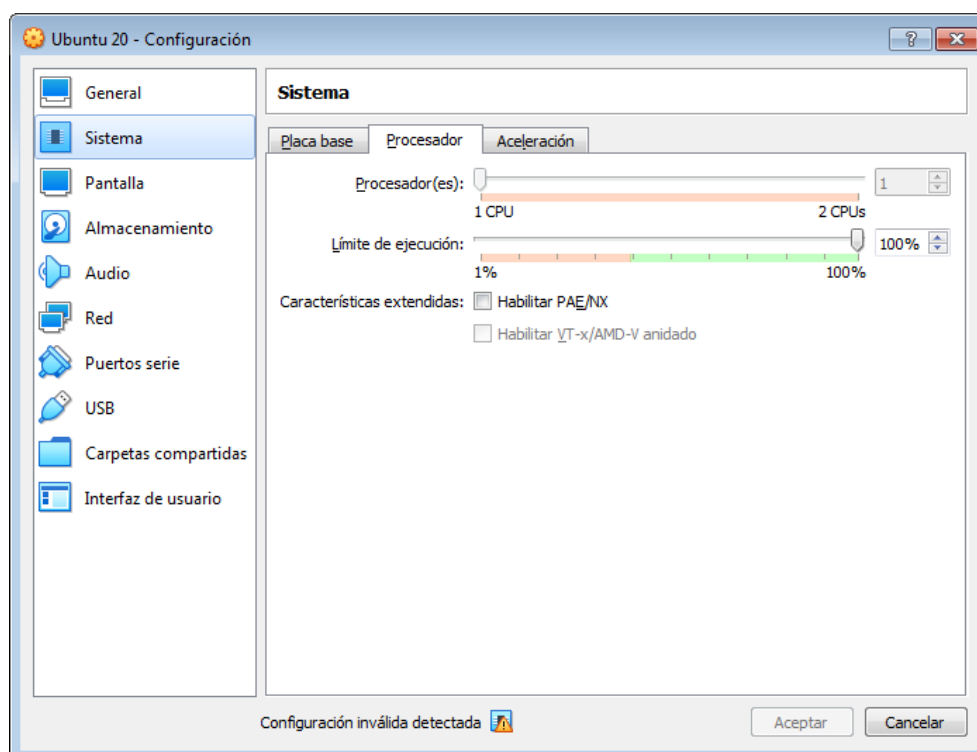 Ubuntu 20 - Configuración
General
Sistema
Pantalla
Almacenamiento
Audio
Red
Puertos serie
USB
Carpetas compartidas
Interfaz de usuario
Sistema
Placa base Procesador Aceleración
Procesador(es): 1
1 CPU 2 CPUs
Límite de ejecución: 100%
1% 100%
Características extendidas: Habilitar PAE/NX
Habilitar VT-x/AMD-V anidado
Configuración inválida detectada Aceptar Cancelar